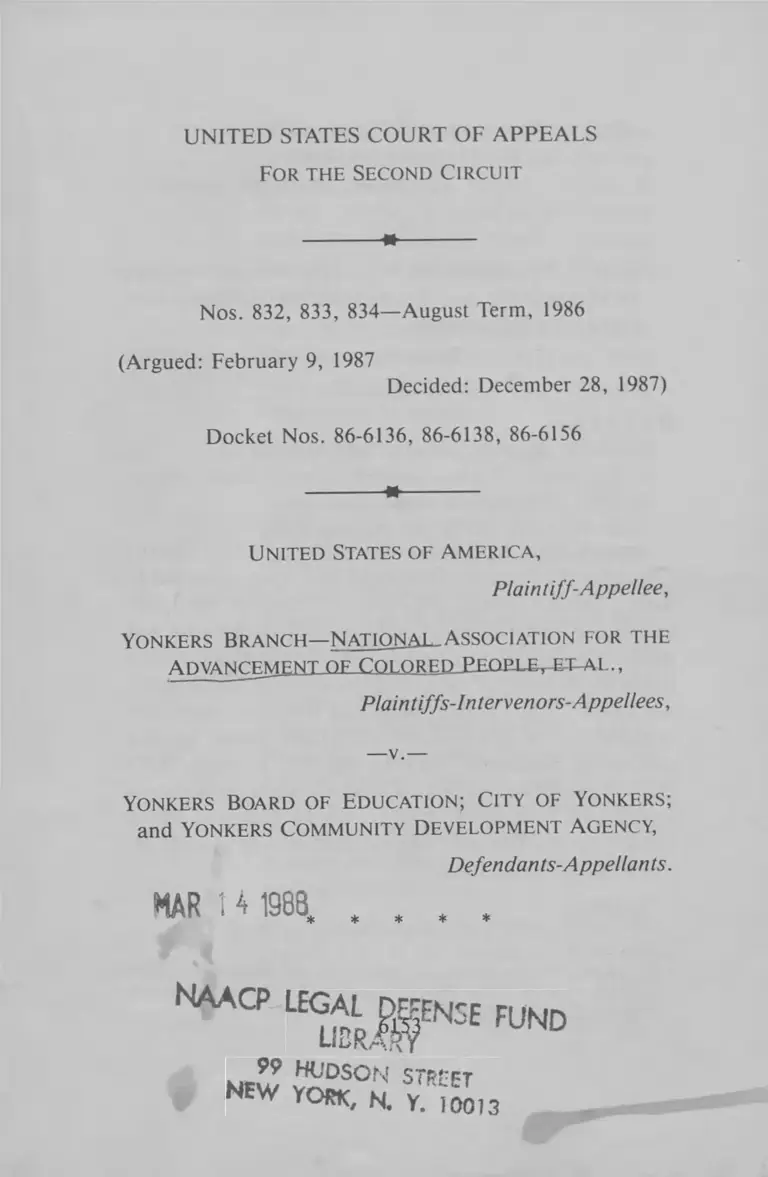 UNITED STATES COURT OF APPEALS
FOR THE SECOND CIRCUIT
Nos. 832, 833, 834—August Term, 1986
(Argued: February 9, 1987
Decided: December 28, 1987)
Docket Nos. 86-6136, 86-6138, 86-6156
UNITED STATES OF AMERICA,
Plaintiff-Appellee,
YONKERS BRANCH—NATIONAL ASSOCIATION FOR THE
ADVANCEMENT OF COLORED PEOPLE, ET AL.,
Plaintiffs-Intervenors-Appellees,
—v.—
YONKERS BOARD OF EDUCATION; CITY OF YONKERS;
and YONKERS COMMUNITY DEVELOPMENT AGENCY,
Defendants-Appellants.
MAR 14 1988
* * * * *
NAACP LEGAL DEFENSE FUND
6153
LIBRARY
99 HUDSON STREET
NEW YORK, N. Y. 10013